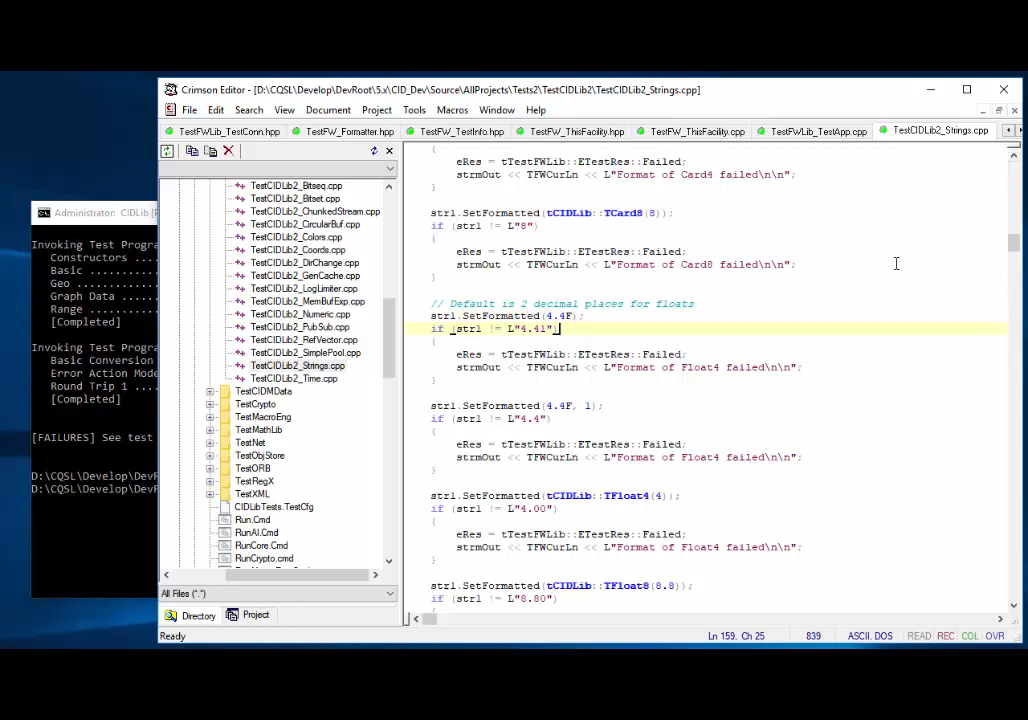 Crimson Editor - [D:\CQSL\Develop\DevRoot\5.x\CID_Dev\Source\AllProjects\Tests2\TestCIDLib2\TestCIDLib2_Strings.cpp]
File Edit Search View Document Project Tools Macros Window Help
TestFWLib_TestConn.hpp TestFW_Formatter.hpp TestFW_TestInfo.hpp TestFW_ThisFacility.hpp TestFW_ThisFacility.cpp TestFWLib_TestApp.cpp TestCIDLib2_Strings.cpp
Administrator: CIDLib [
Invoking Test Progra
Constructors ....
Basic ..........
Geo ............
Graph Data .....
Range ..........
[Completed]
Invoking Test Progra
Basic Conversion
Error Action Mode
Round Trip 1 ....
[Completed]
[FAILURES] See test
D:\CQSL\Develop\DevR
D:\CQSL\Develop\DevR
TestCIDLib2_Bitseq.cpp
TestCIDLib2_Bitset.cpp
TestCIDLib2_ChunkedStream.cpp
TestCIDLib2_CircularBuf.cpp
TestCIDLib2_Colors.cpp
TestCIDLib2_Coords.cpp
TestCIDLib2_DirChange.cpp
TestCIDLib2_GenCache.cpp
TestCIDLib2_LogLimiter.cpp
TestCIDLib2_MemBufExp.cpp
TestCIDLib2_Numeric.cpp
TestCIDLib2_PubSub.cpp
TestCIDLib2_RefVector.cpp
TestCIDLib2_SimplePool.cpp
TestCIDLib2_Strings.cpp
TestCIDLib2_Time.cpp
TestCIDMData
TestCrypto
TestMacroEng
TestMathLib
TestNet
TestObjStore
TestORB
TestRegX
TestXML
CIDLibTests.TestCfg
Run.Cmd
RunAI.Cmd
RunCore.Cmd
RunCrypto.cmd
All Files (*.*)
Directory Project
{
eRes = tTestFWLib::ETestRes::Failed;
strmOut << TFWCurLn << L"Format of Card4 failed\n\n";
}
str1.SetFormatted(tCIDLib::TCard8(8));
if (str1 != L"8")
{
eRes = tTestFWLib::ETestRes::Failed;
strmOut << TFWCurLn << L"Format of Card8 failed\n\n";
}
// Default is 2 decimal places for floats
str1.SetFormatted(4.4F);
if (str1 != L"4.41")
{
eRes = tTestFWLib::ETestRes::Failed;
strmOut << TFWCurLn << L"Format of Float4 failed\n\n";
}
str1.SetFormatted(4.4F, 1);
if (str1 != L"4.4")
{
eRes = tTestFWLib::ETestRes::Failed;
strmOut << TFWCurLn << L"Format of Float4 failed\n\n";
}
str1.SetFormatted(tCIDLib::TFloat4(4));
if (str1 != L"4.00")
{
eRes = tTestFWLib::ETestRes::Failed;
strmOut << TFWCurLn << L"Format of Float4 failed\n\n";
}
str1.SetFormatted(tCIDLib::TFloat8(8.8));
if (str1 != L"8.80")
Ready Ln 159, Ch 25 839 ASCII, DOS READ REC COL OVR